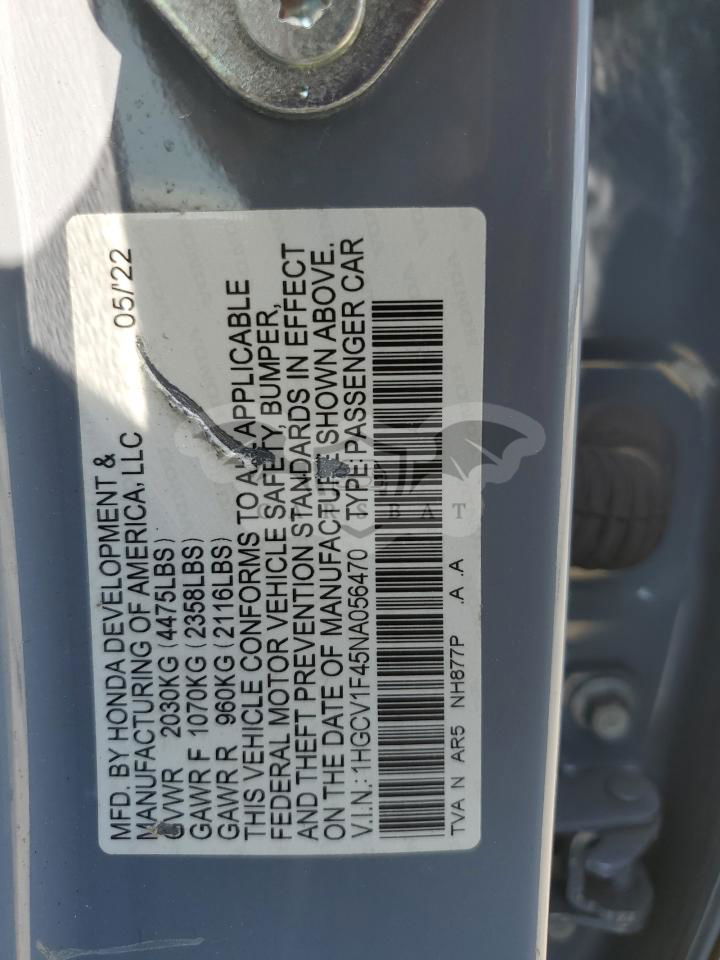 MFD. BY HONDA DEVELOPMENT & 05/'22
MANUFACTURING OF AMERICA, LLC
GVWR 2030KG (4475LBS)
GAWR F 1070KG (2358LBS)
GAWR R 960KG (2116LBS)
THIS VEHICLE CONFORMS TO ALL APPLICABLE
FEDERAL MOTOR VEHICLE SAFETY, BUMPER,
AND THEFT PREVENTION STANDARDS IN EFFECT
ON THE DATE OF MANUFACTURE SHOWN ABOVE.
V.I.N.: 1HGCV1F45NA056470 TYPE: PASSENGER CAR
TVA N AR5 NH877P .A .A